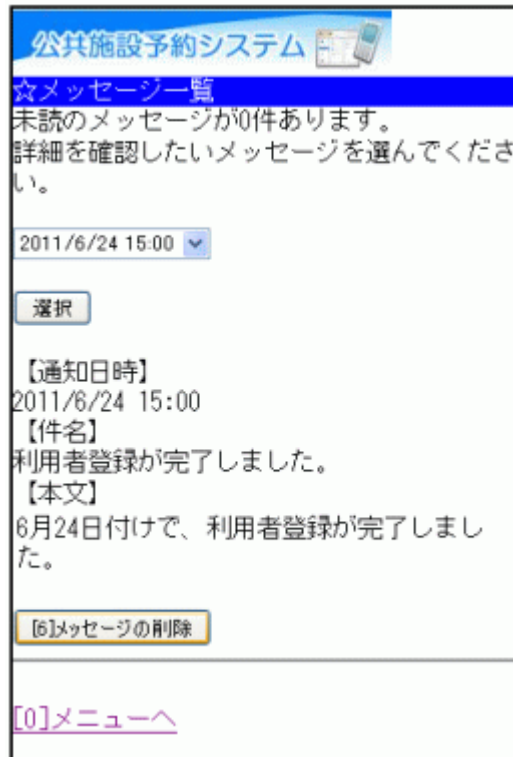 公共施設予約システム
☆メッセージ一覧
未読のメッセージが0件あります。
詳細を確認したいメッセージを選んでくださ
い。
2011/6/24 15:00
選択
【通知日時】
2011/6/24 15:00
【件名】
利用者登録が完了しました。
【本文】
6月24日付けで、利用者登録が完了しまし
た。
[6]メッセージの削除
[0]メニューへ